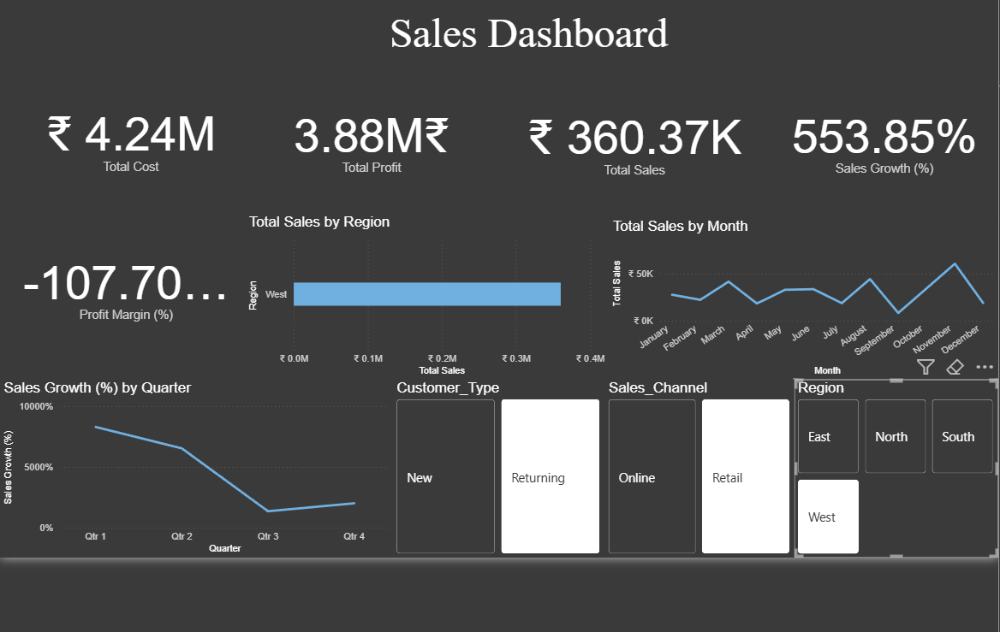 Sales Dashboard
₹ 4.24M
Total Cost
3.88M₹
Total Profit
₹ 360.37K
Total Sales
553.85%
Sales Growth (%)
-107.70...
Profit Margin (%)
Total Sales by Region
Region
West
₹ 0.0M
₹ 0.1M
₹ 0.2M
₹ 0.3M
₹ 0.4M
Total Sales
Total Sales by Month
Total Sales
₹ 50K
₹ 0K
January
February
March
April
May
June
July
August
September
October
November
December
Month
Sales Growth (%) by Quarter
Sales Growth (%)
10000%
5000%
0%
Qtr 1
Qtr 2
Qtr 3
Qtr 4
Quarter
Customer_Type
New
Returning
Sales_Channel
Online
Retail
Region
East
North
South
West